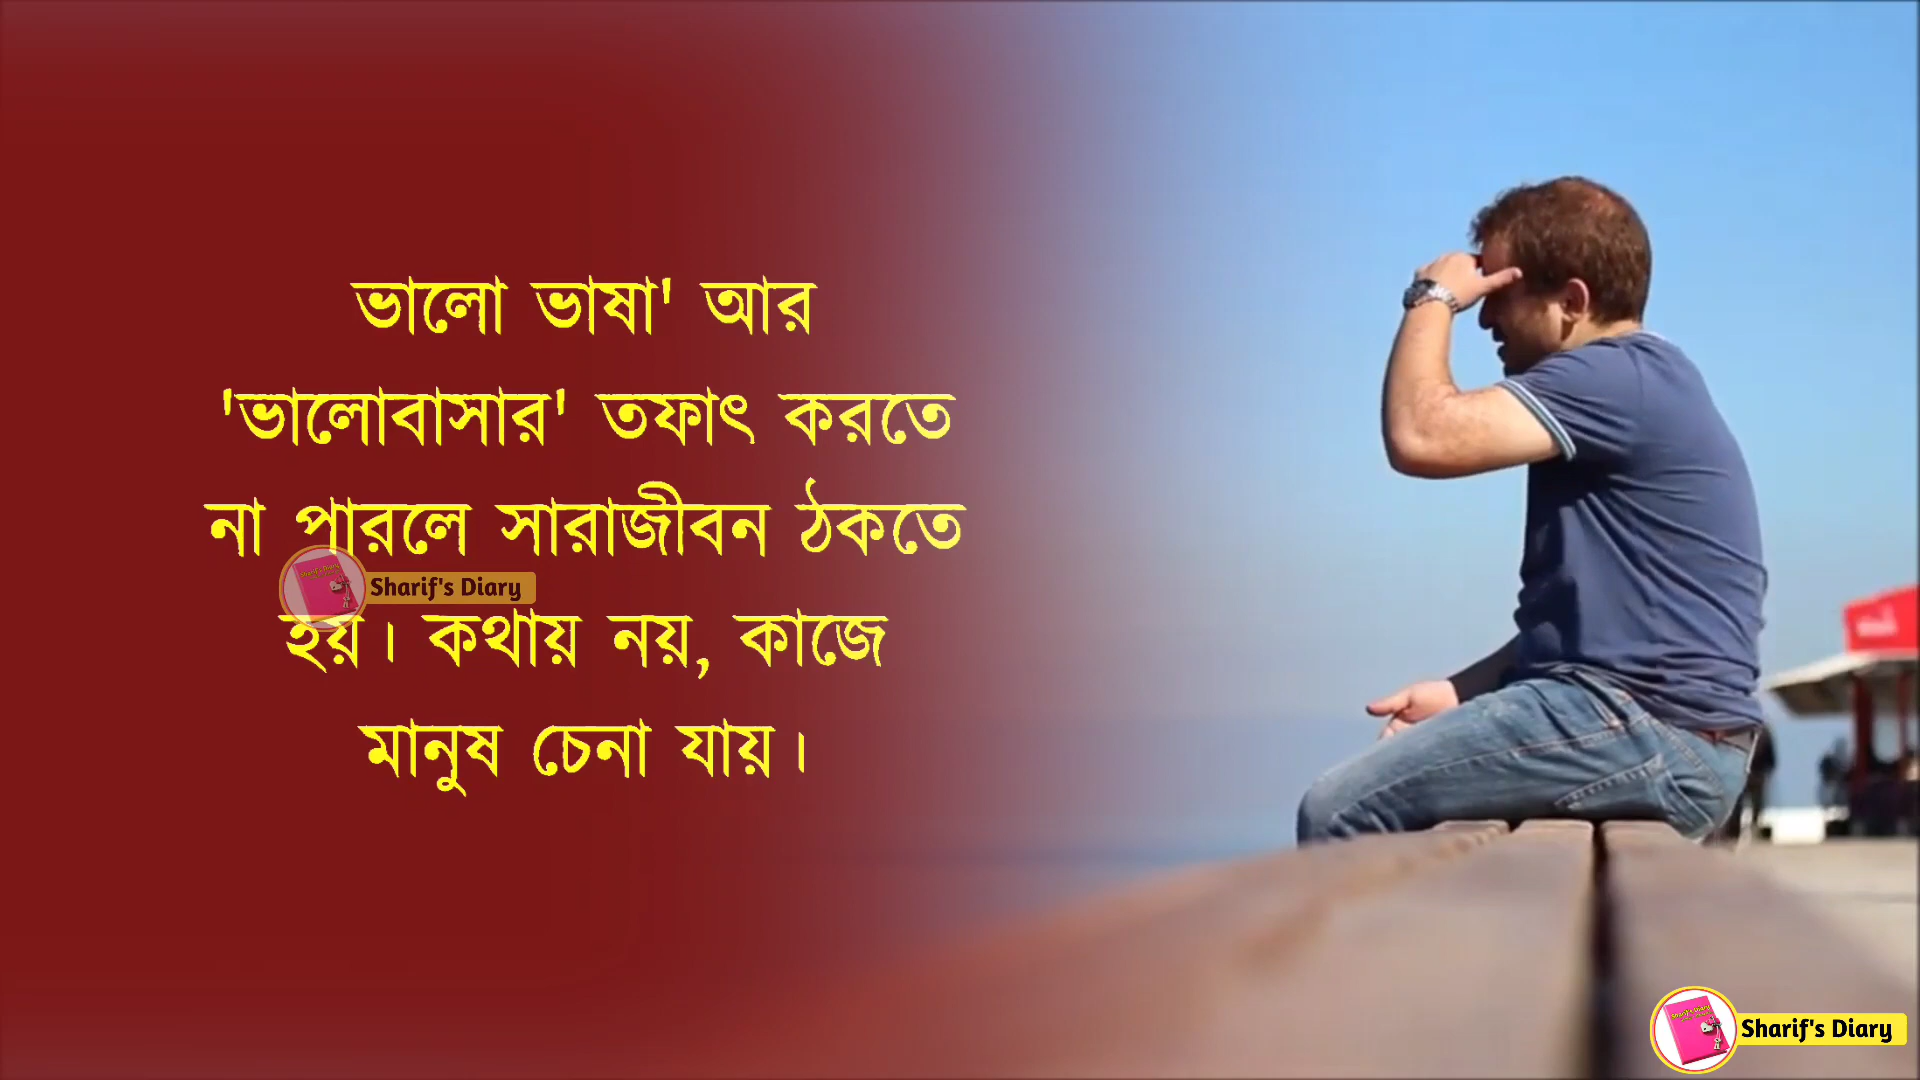 ভালো ভাষা' আর
'ভালোবাসার' তফাৎ করতে
না পারলে সারাজীবন ঠকতে
Sharif's Diary
হয়। কথায় নয়, কাজে
মানুষ চেনা যায়।
Sharif's Diary